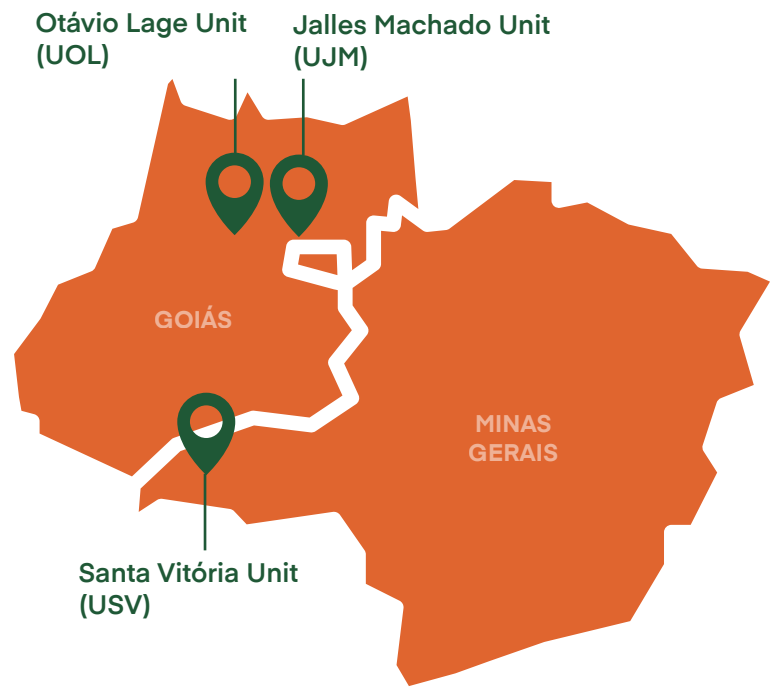 Otávio Lage Unit
(UOL)
Jalles Machado Unit
(UJM)
GOIÁS
MINAS
GERAIS
Santa Vitória Unit
(USV)